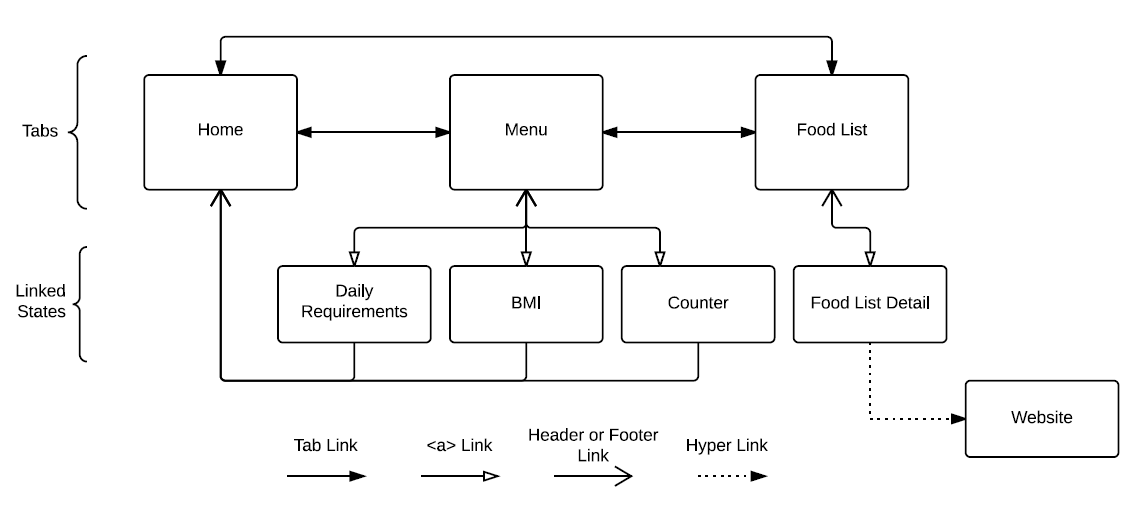 Tabs
Home
Menu
Food List
Linked
States
Daily
Requirements
BMI
Counter
Food List Detail
Website
Tab Link
<a> Link
Header or Footer
Link
Hyper Link